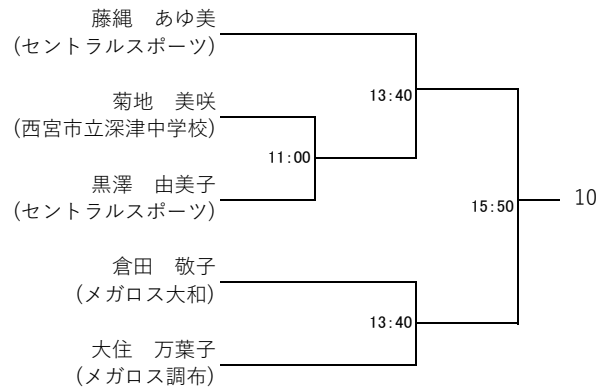 藤縄　あゆ美
(セントラルスポーツ)
13:40
菊地　美咲
(西宮市立深津中学校)
11:00
黒澤　由美子
(セントラルスポーツ)
15:50
10
倉田　敬子
(メガロス大和)
13:40
大住　万葉子
(メガロス調布)